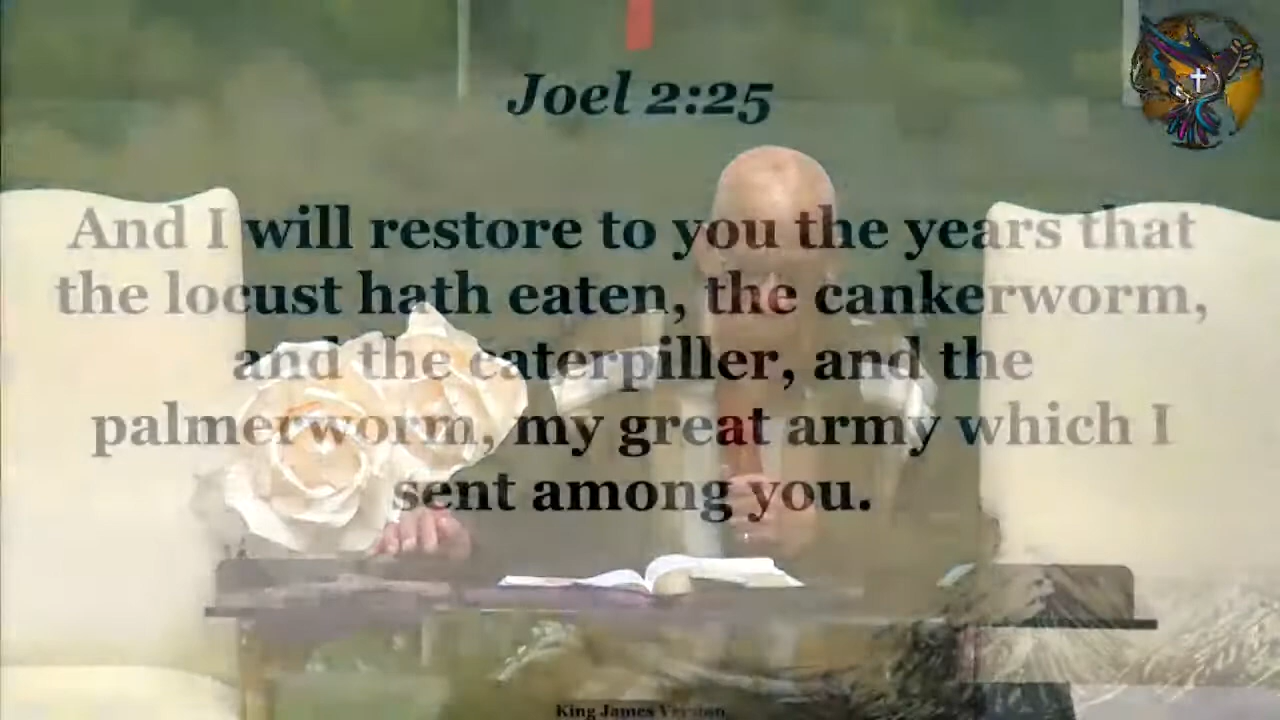 Joel 2:25
And I will restore to you the years that
the locust hath eaten, the cankerworm,
and the caterpiller, and the
palmerworm, my great army which I
sent among you.
King James Version